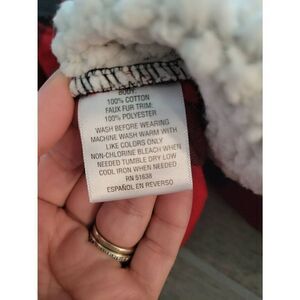 BODY:
100% COTTON
FAUX FUR TRIM:
100% POLYESTER
WASH BEFORE WEARING
MACHINE WASH WARM WITH
LIKE COLORS ONLY
NON-CHLORINE BLEACH WHEN
NEEDED TUMBLE DRY LOW
COOL IRON WHEN NEEDED
RN 51638
ESPAÑOL EN REVERSO